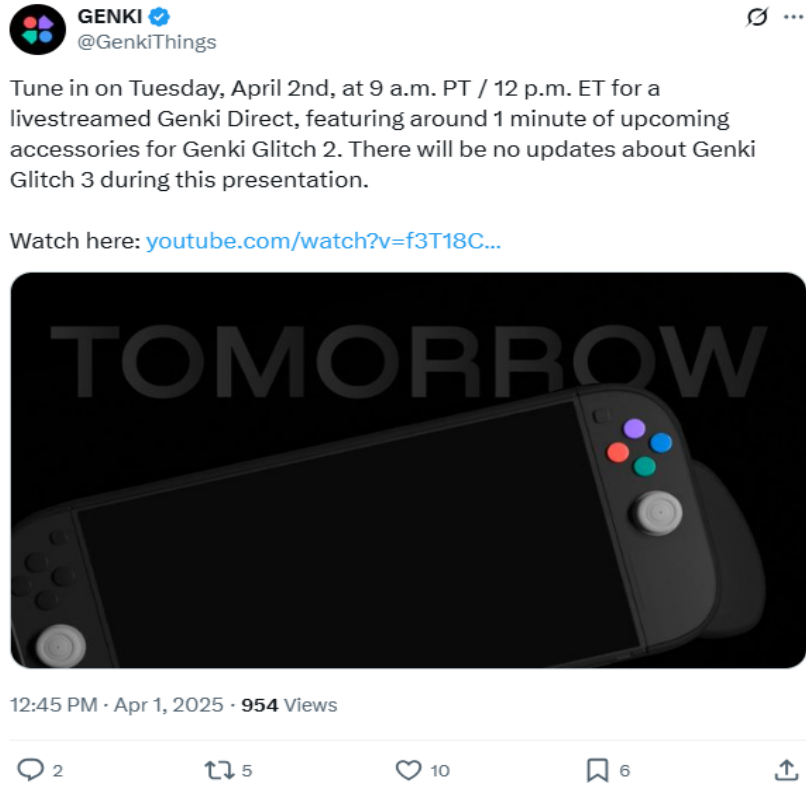 GENKI
@GenkiThings
Tune in on Tuesday, April 2nd, at 9 a.m. PT / 12 p.m. ET for a
livestreamed Genki Direct, featuring around 1 minute of upcoming
accessories for Genki Glitch 2. There will be no updates about Genki
Glitch 3 during this presentation.
Watch here: youtube.com/watch?v=f3T18C...
TOMORROW
12:45 PM · Apr 1, 2025 · 954 Views
2 5 10 6